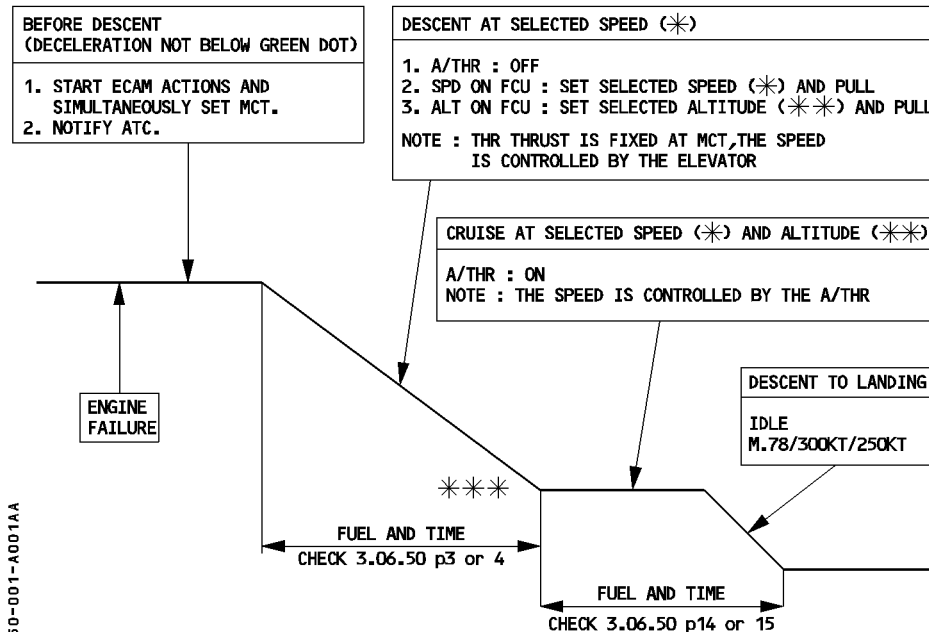 BEFORE DESCENT
(DECELERATION NOT BELOW GREEN DOT)
1. START ECAM ACTIONS AND
SIMULTANEOUSLY SET MCT.
2. NOTIFY ATC.
DESCENT AT SELECTED SPEED (✳)
1. A/THR : OFF
2. SPD ON FCU : SET SELECTED SPEED (✳) AND PULL
3. ALT ON FCU : SET SELECTED ALTITUDE (✳✳) AND PULL
NOTE : THR THRUST IS FIXED AT MCT,THE SPEED
IS CONTROLLED BY THE ELEVATOR
CRUISE AT SELECTED SPEED (✳) AND ALTITUDE (✳✳)
A/THR : ON
NOTE : THE SPEED IS CONTROLLED BY THE A/THR
DESCENT TO LANDING
IDLE
M.78/300KT/250KT
ENGINE
FAILURE
✳✳✳
FUEL AND TIME
CHECK 3.06.50 p3 or 4
FUEL AND TIME
CHECK 3.06.50 p14 or 15
50-001-A001AA